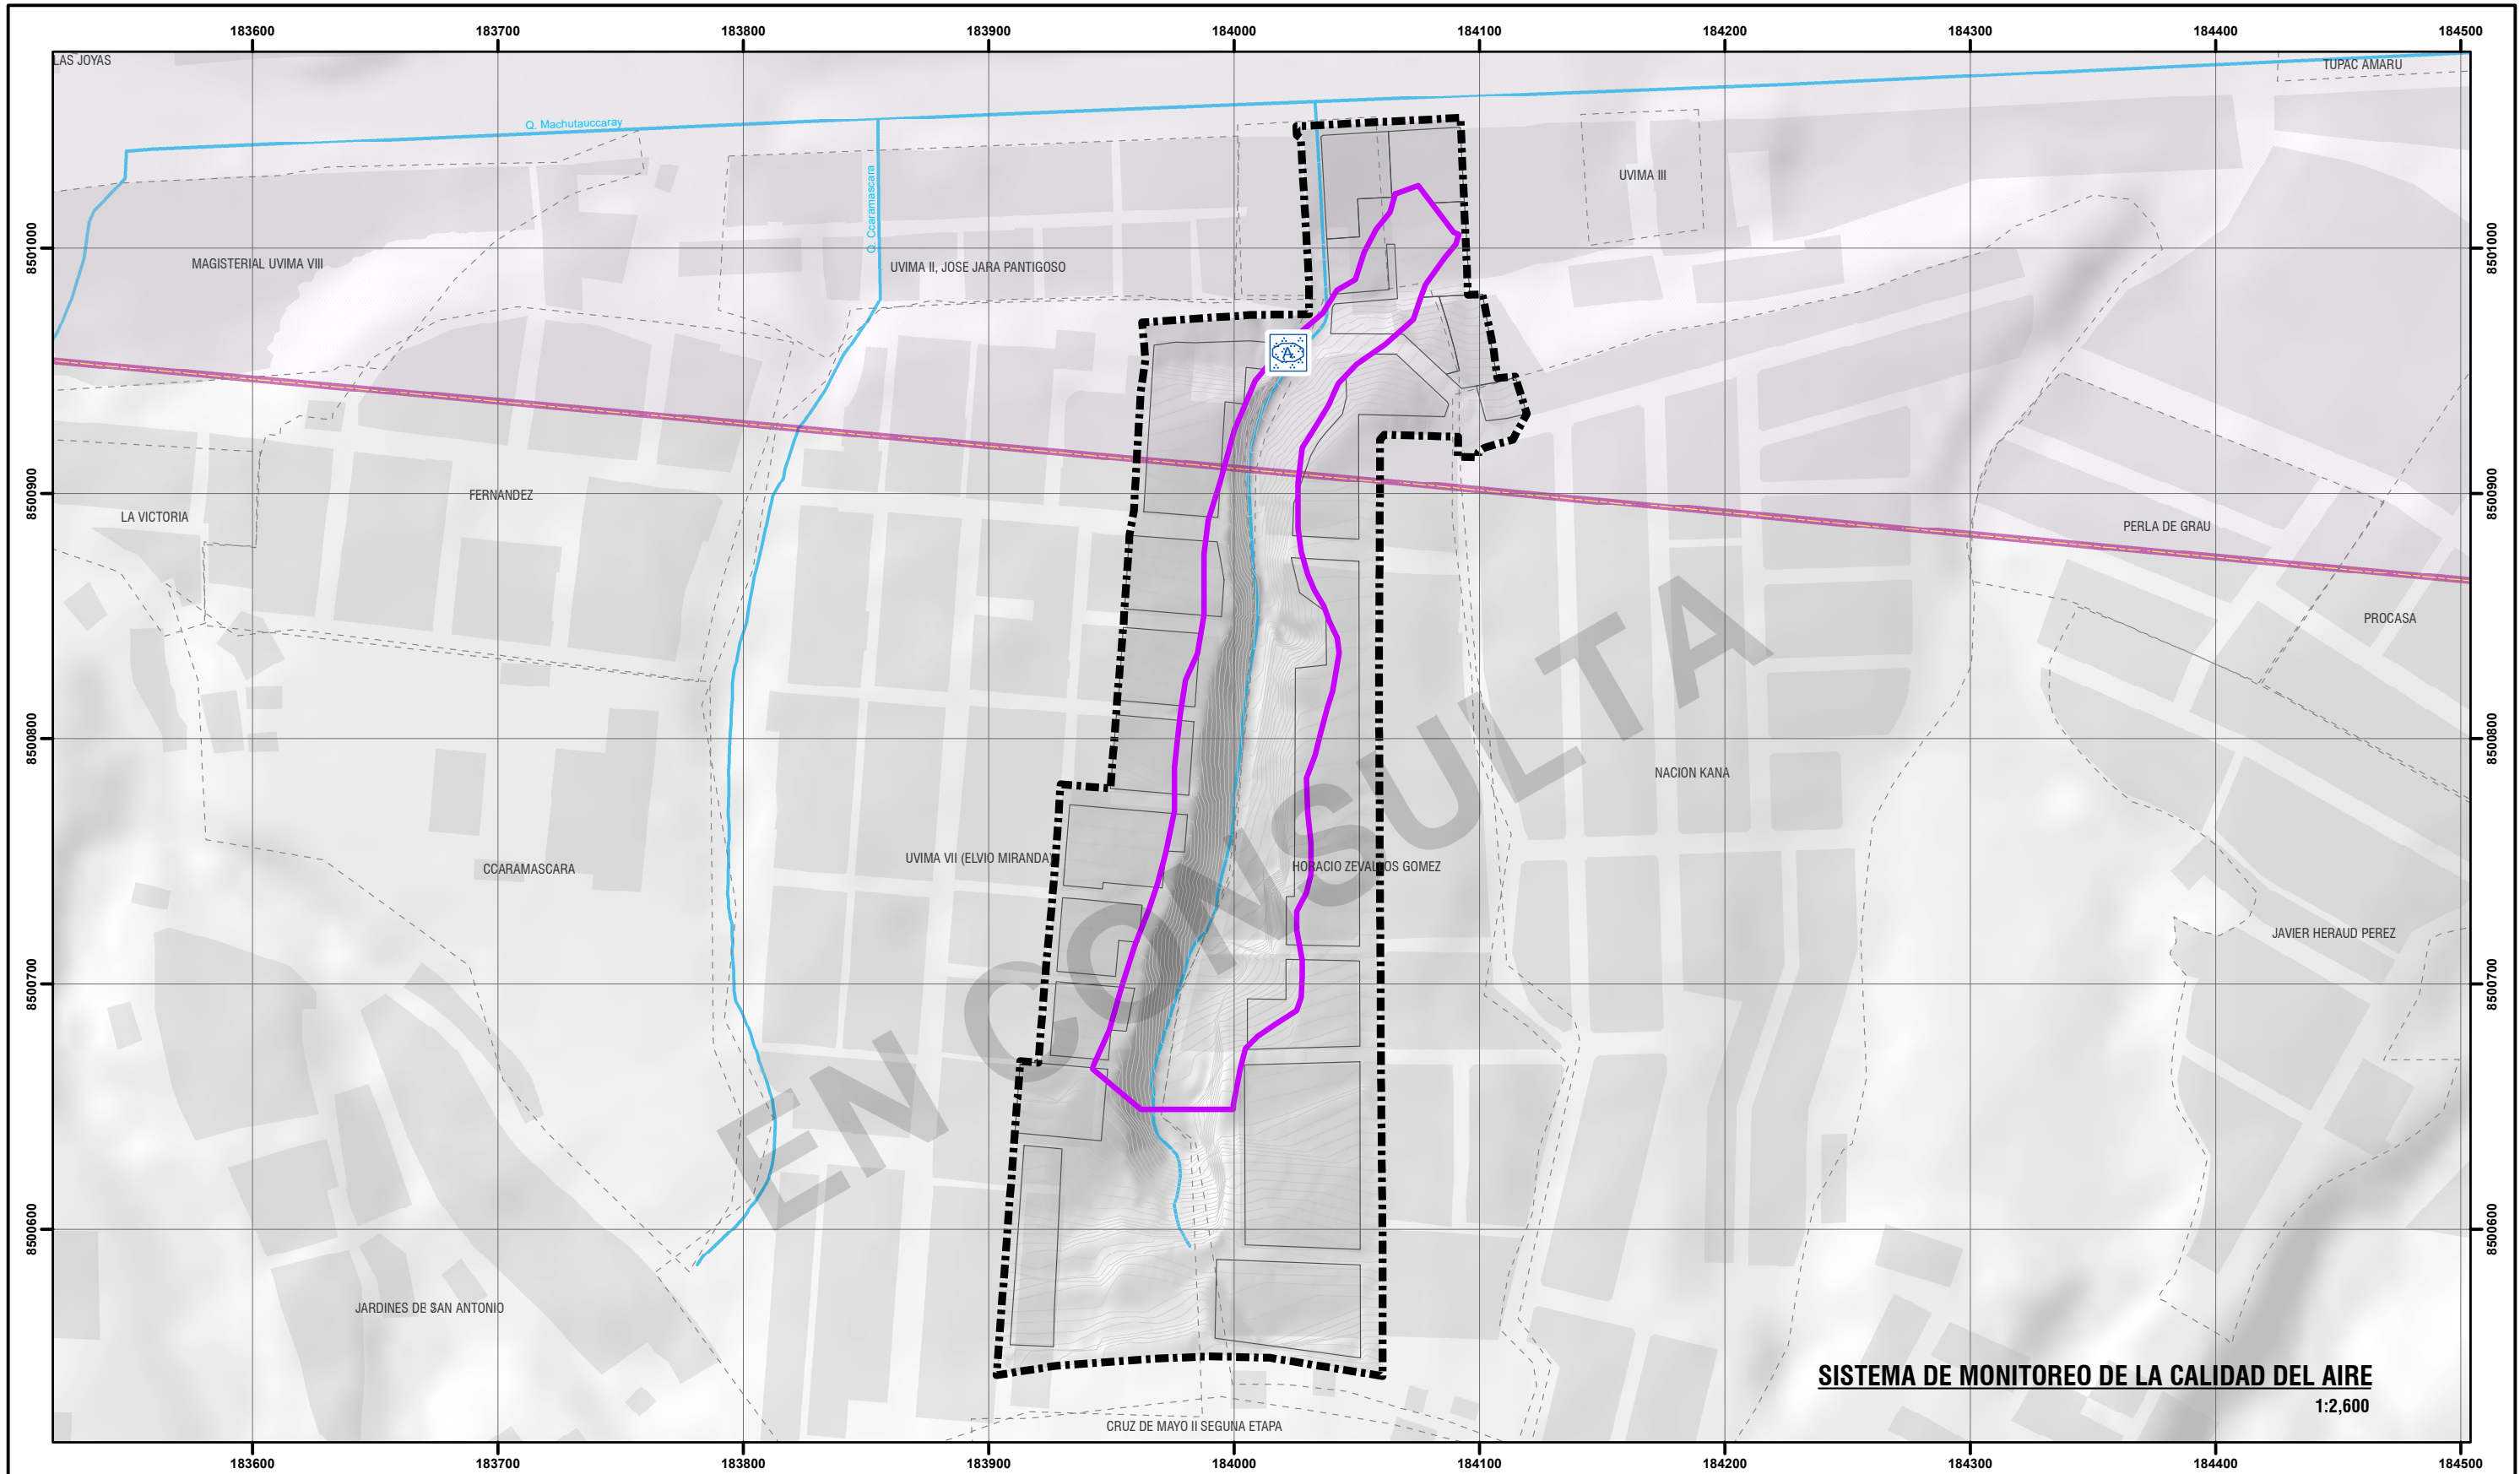 183600 183700 183800 183900 184000 184100 184200 184300 184400 184500
LAS JOYAS
TUPAC AMARU
Q. Machutauccaray
UVIMA III
Q. Ccaramascara
8501000
8501000
MAGISTERIAL UVIMA VIII
UVIMA II, JOSE JARA PANTIGOSO
A
8500900
8500900
FERNANDEZ
LA VICTORIA
PERLA DE GRAU
PROCASA
8500800
8500800
NACION KANA
UVIMA VII (ELVIO MIRANDA)
HORACIO ZEVALLOS GOMEZ
CCARAMASCARA
EN CONSULTA
JAVIER HERAUD PEREZ
8500700
8500700
8500600
8500600
JARDINES DE SAN ANTONIO
SISTEMA DE MONITOREO DE LA CALIDAD DEL AIRE
1:2,600
CRUZ DE MAYO II SEGUNA ETAPA
183600 183700 183800 183900 184000 184100 184200 184300 184400 184500